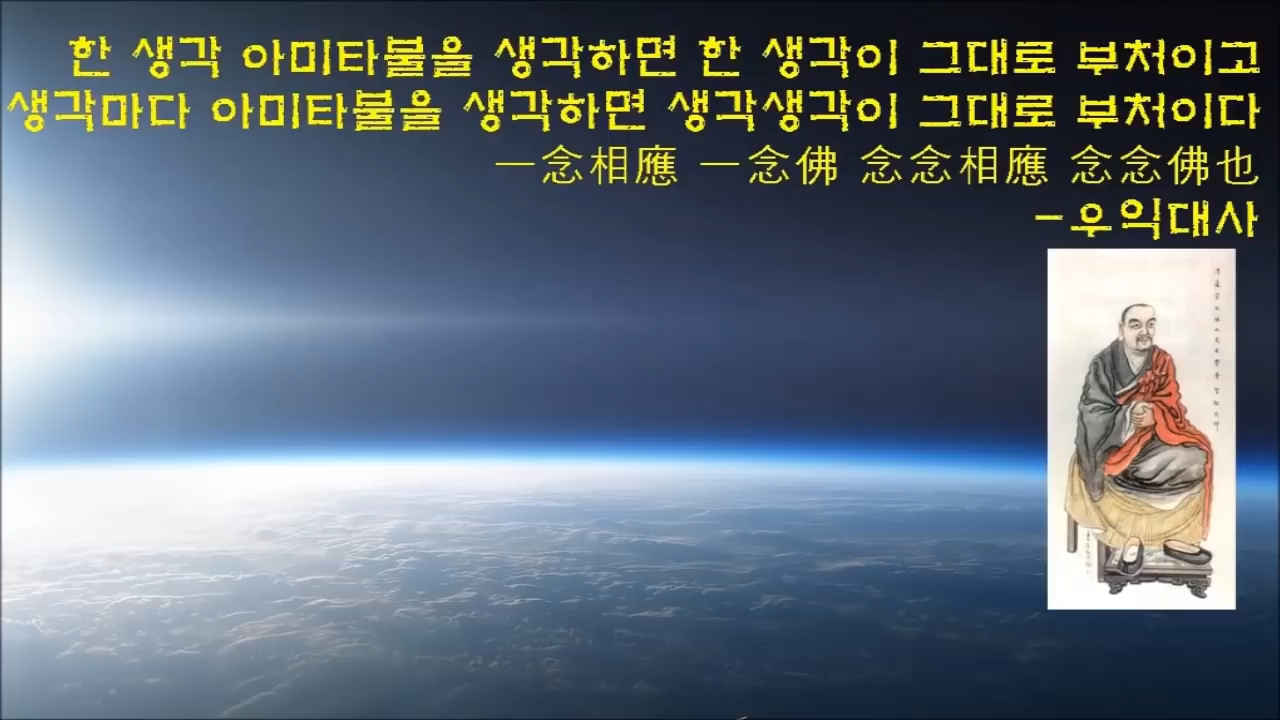 한 생각 아미타불을 생각하면 한 생각이 그대로 부처이고
생각마다 아미타불을 생각하면 생각생각이 그대로 부처이다
一念相應 一念佛 念念相應 念念佛也
-우익대사